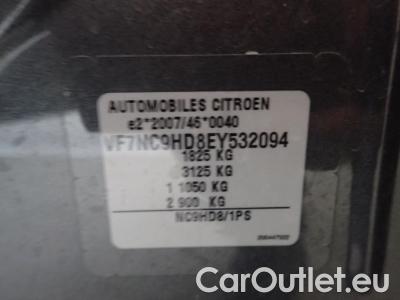 AUTOMOBILES CITROEN
e2*2007/46*0040
VF7NC9HD8EY532094
1825 KG
3125 KG
1 1050 KG
2 900 KG
NC9HD8/1PS
CarOutlet.eu